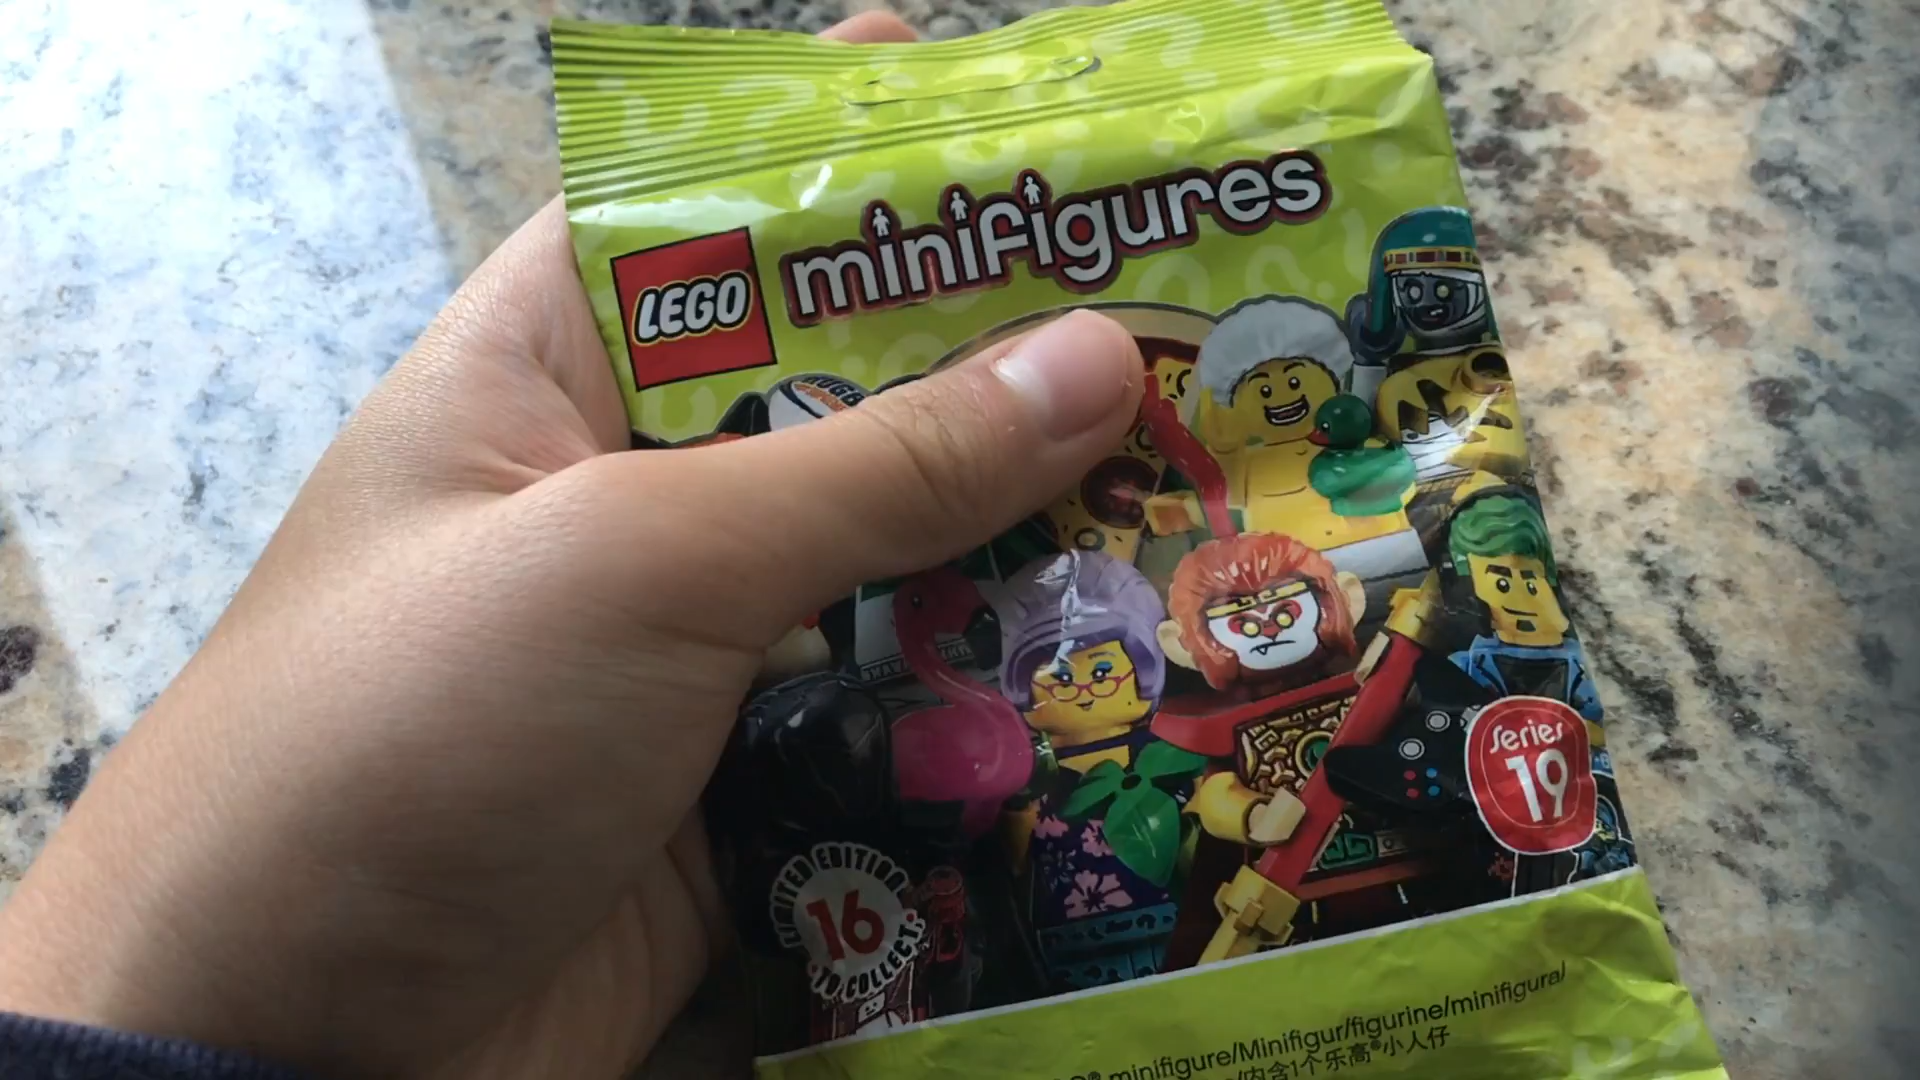 LEGO
minifigures
RUGB
series
19
LIMITED EDITION
16
TO COLLECT
minifigure/Minifigur/figurine/minifigura/
/内含1个乐高®小人仔